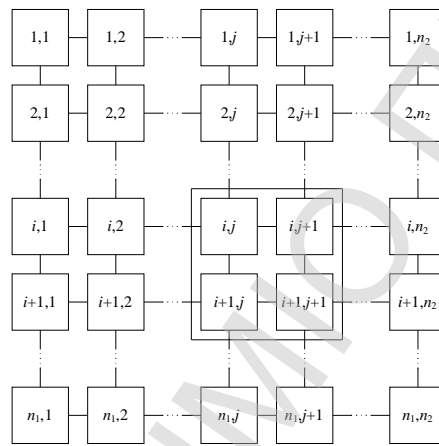 1,1 1,2 ...... 1,j 1,j+1 ...... 1,n₂
2,1 2,2 ...... 2,j 2,j+1 ...... 2,n₂
i,1 i,2 ...... i,j i,j+1 ...... i,n₂
i+1,1 i+1,2 ...... i+1,j i+1,j+1 ...... i+1,n₂
n₁,1 n₁,2 ...... n₁,j n₁,j+1 ...... n₁,n₂